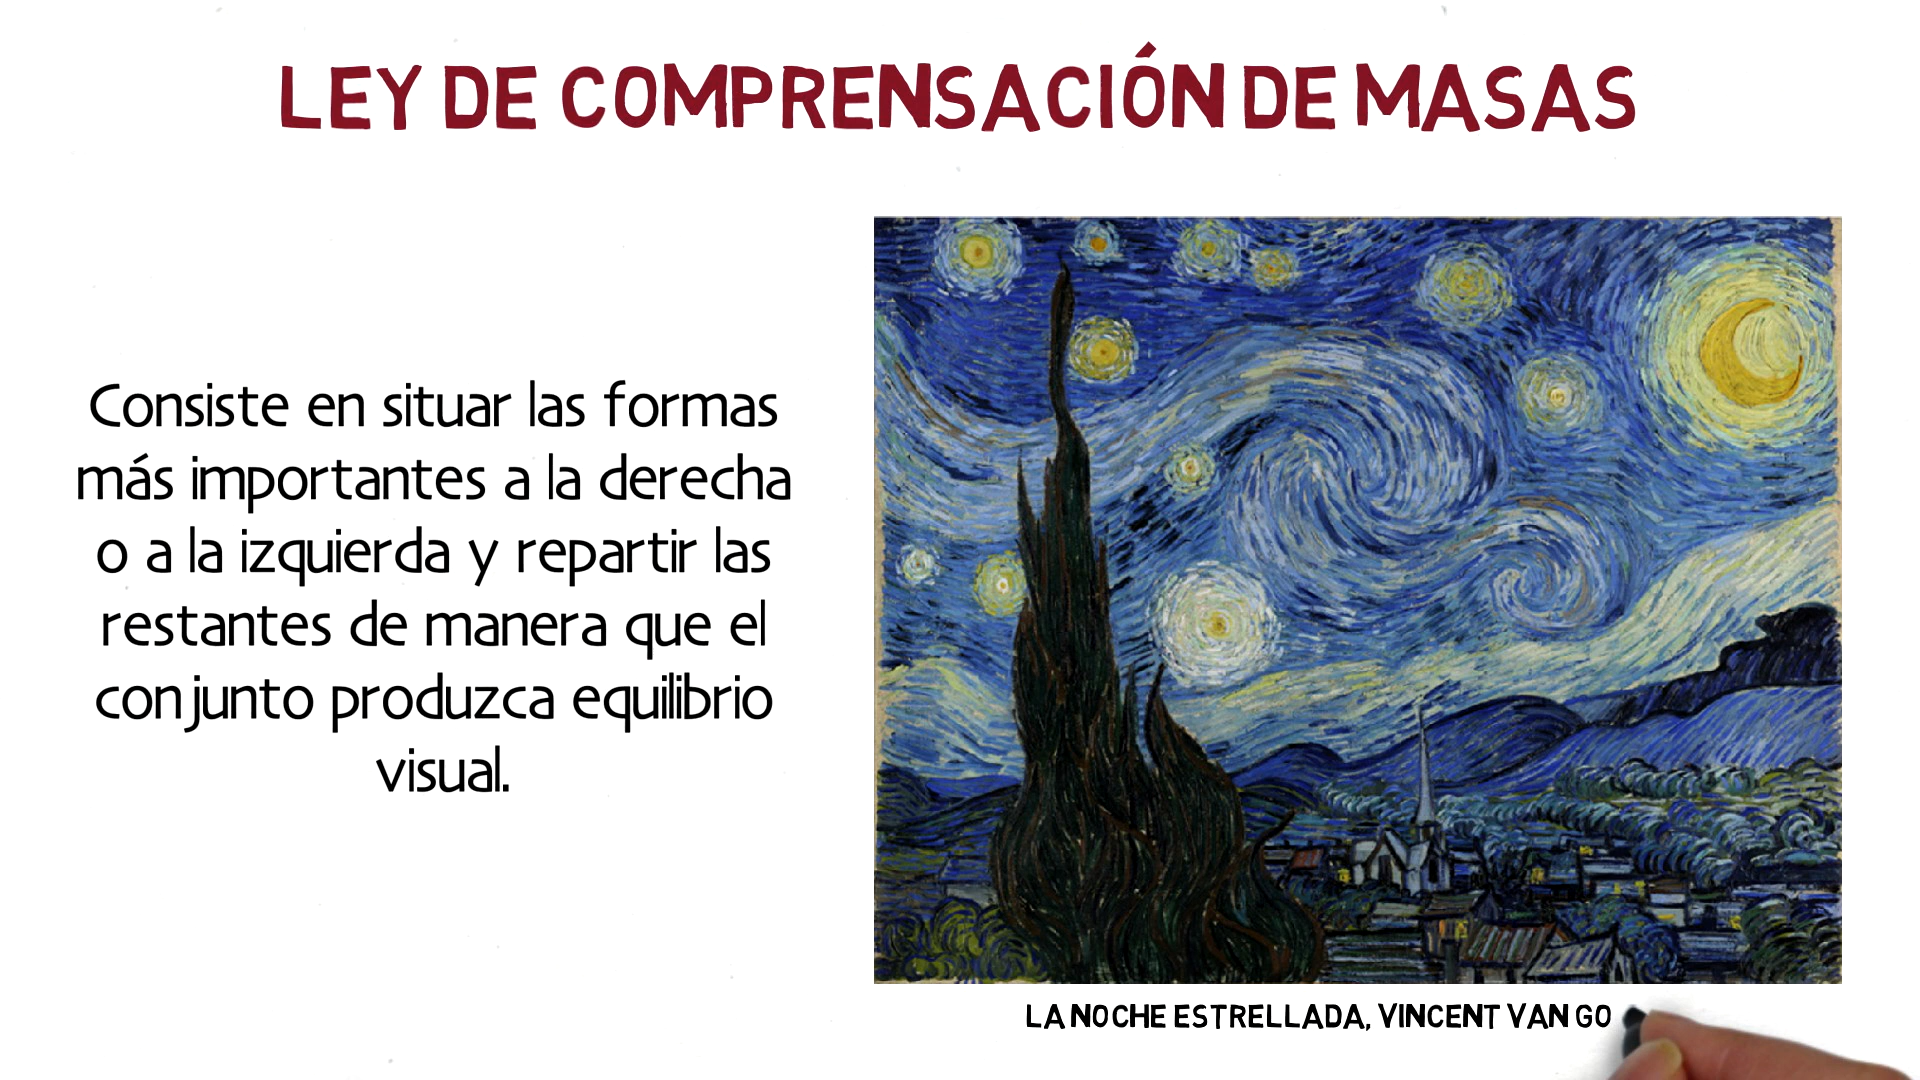 LEY DE COMPRENSACIÓN DE MASAS
Consiste en situar las formas
más importantes a la derecha
o a la izquierda y repartir las
restantes de manera que el
conjunto produzca equilibrio
visual.
LA NOCHE ESTRELLADA, VINCENT VAN GO